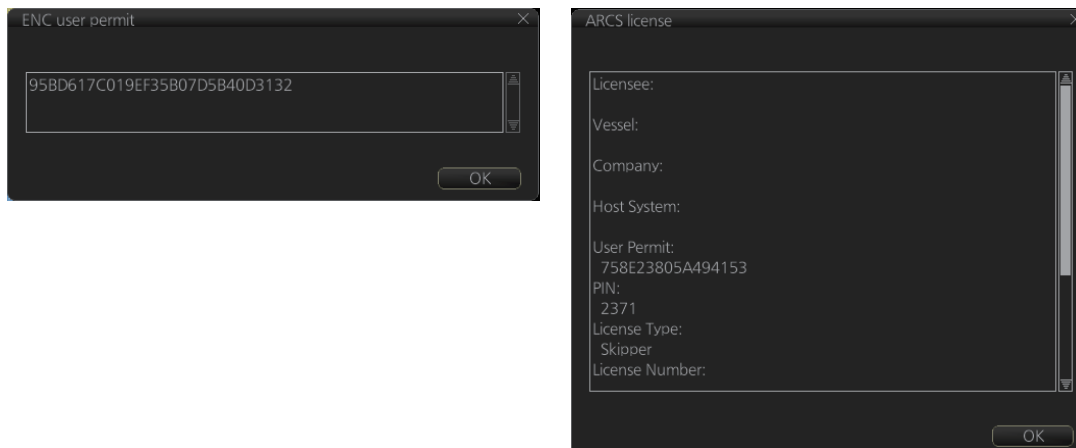 ENC user permit
95BD617C019EF35B07D5B40D3132
OK
ARCS license
Licensee:
Vessel:
Company:
Host System:
User Permit:
758E23805A494153
PIN:
2371
License Type:
Skipper
License Number:
OK